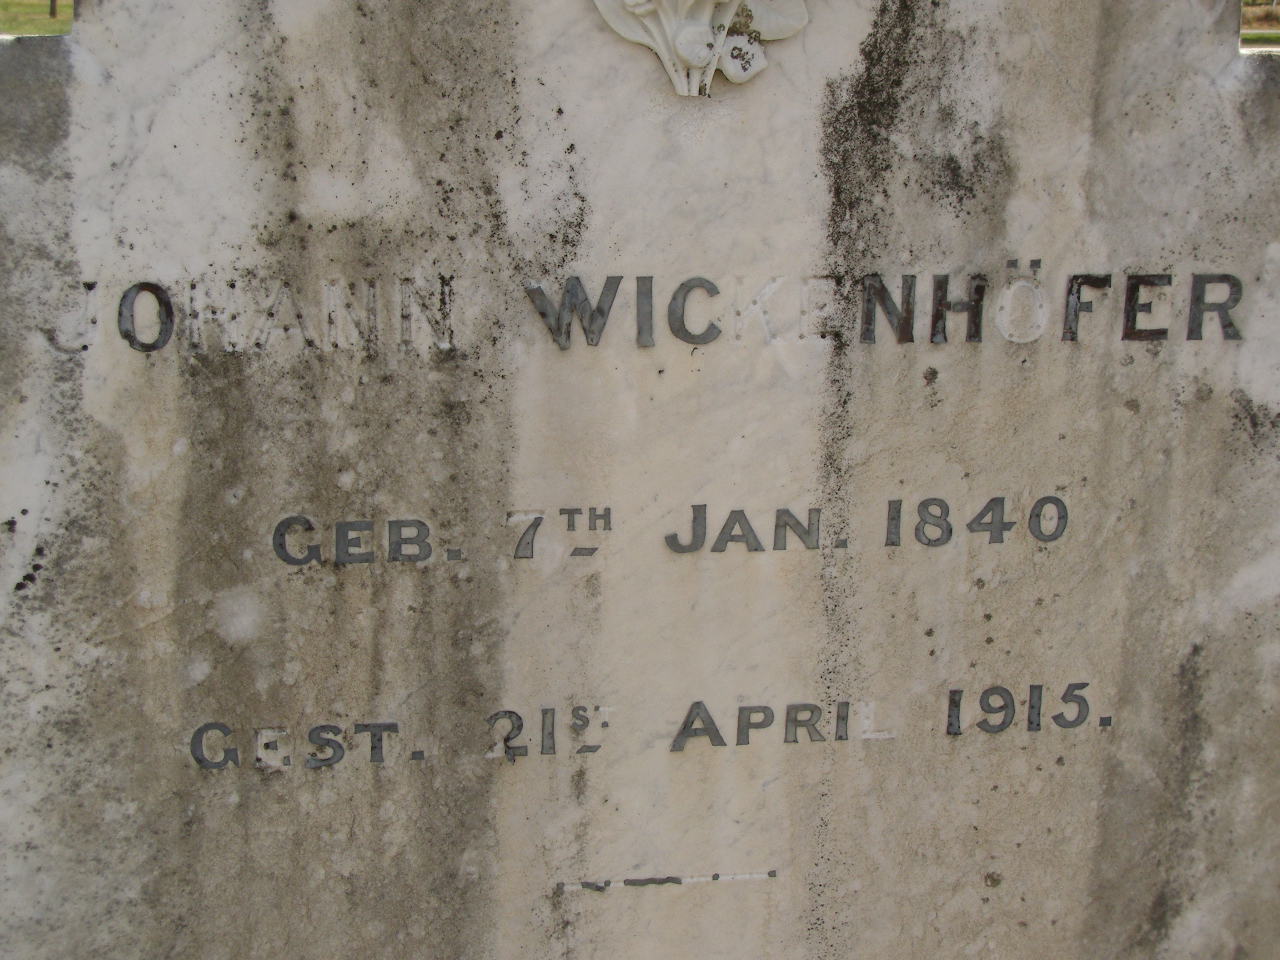 JOHANN WICKENHÖFER
GEB. 7TH JAN. 1840
GEST. 21ST APRIL 1915.